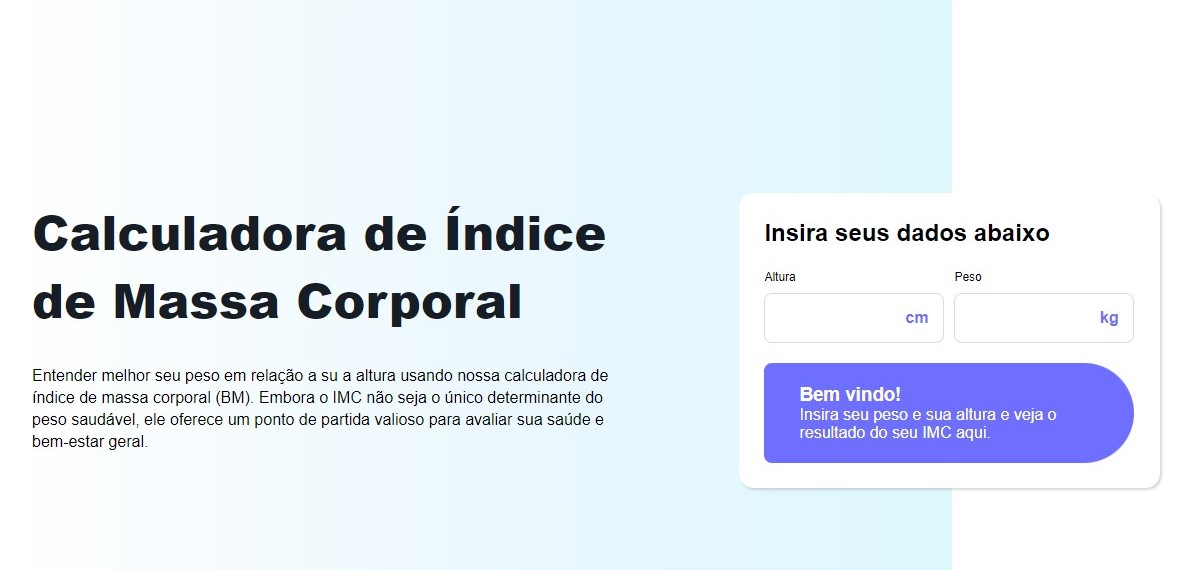 Calculadora de Índice
de Massa Corporal
Entender melhor seu peso em relação a su a altura usando nossa calculadora de
índice de massa corporal (BM). Embora o IMC não seja o único determinante do
peso saudável, ele oferece um ponto de partida valioso para avaliar sua saúde e
bem-estar geral.
Insira seus dados abaixo
Altura
Peso
cm
kg
Bem vindo!
Insira seu peso e sua altura e veja o
resultado do seu IMC aqui.